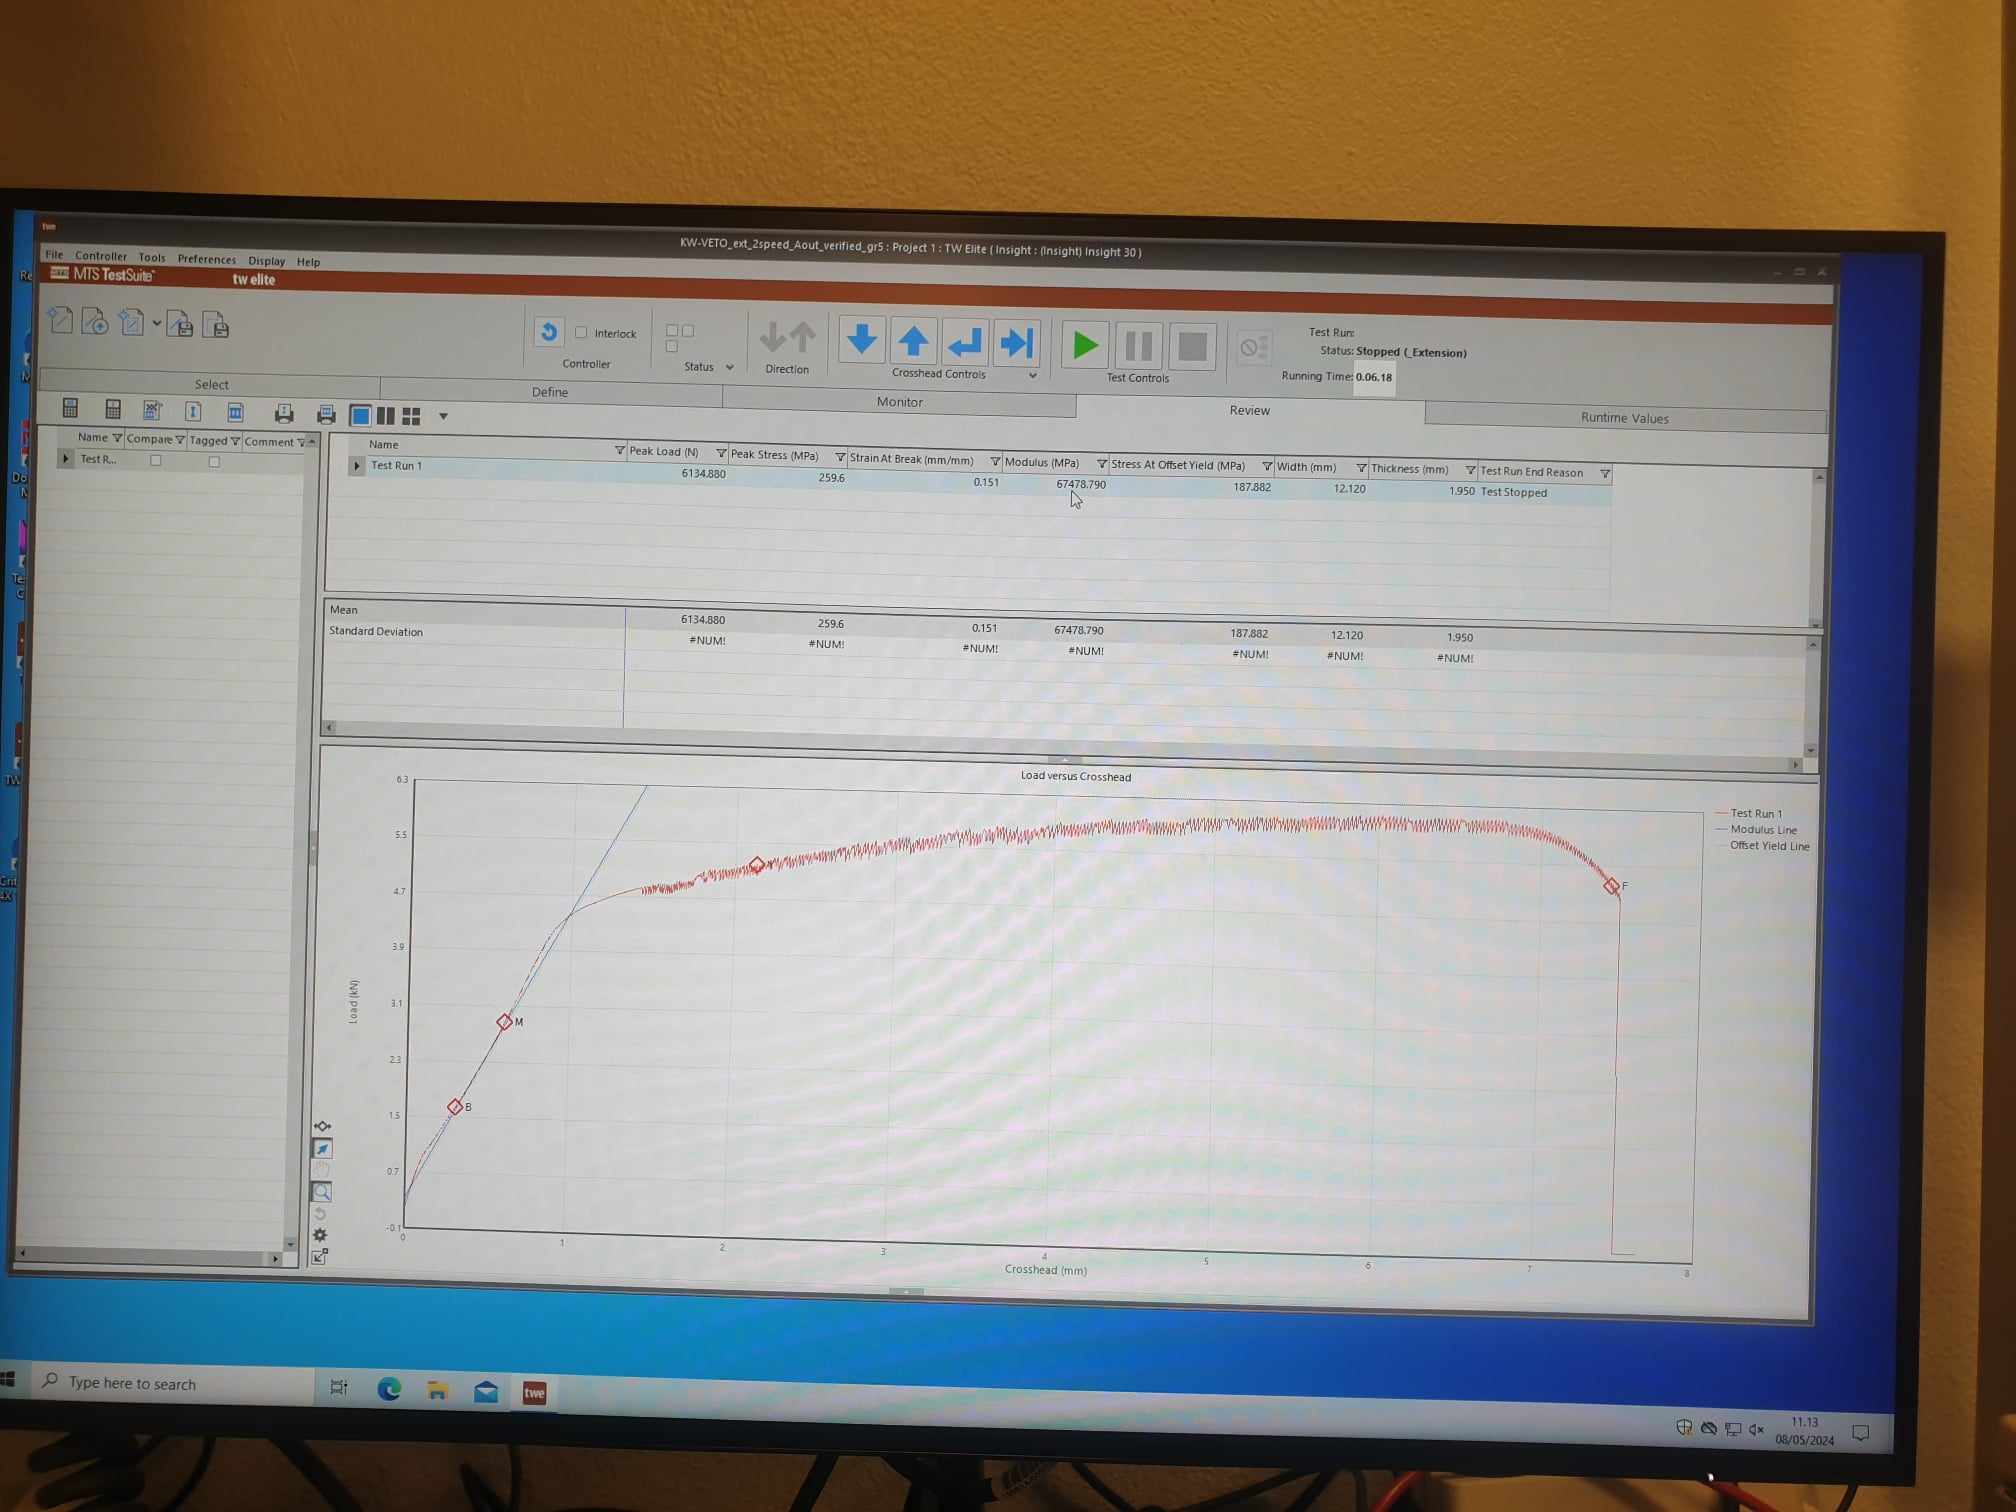 twe
KW-VETO_ext_2speed_Aout_verified_gr5 : Project 1 : TW Elite ( Insight : (Insight) Insight 30 )
File Controller Tools Preferences Display Help
MTS TestSuite
tw elite
Interlock
Controller
Status
Direction
Crosshead Controls
Test Controls
Test Run:
Status: Stopped (_Extension)
Running Time: 0.06.18
Select Define Monitor Review Runtime Values
Name Compare Tagged Comment
Test R...
Name Peak Load (N) Peak Stress (MPa) Strain At Break (mm/mm) Modulus (MPa) Stress At Offset Yield (MPa) Width (mm) Thickness (mm) Test Run End Reason
Test Run 1 6134.880 259.6 0.151 67478.790 187.882 12.120 1.950 Test Stopped
Mean 6134.880 259.6 0.151 67478.790 187.882 12.120 1.950
Standard Deviation #NUM! #NUM! #NUM! #NUM! #NUM! #NUM! #NUM!
Load versus Crosshead
6.3
5.5
4.7
3.9
3.1
2.3
1.5
0.7
-0.1
Load (kN)
M
B
F
Test Run 1
Modulus Line
Offset Yield Line
0 1 2 3 4 5 6 7 8
Crosshead (mm)
Type here to search
twe
11.13
08/05/2024